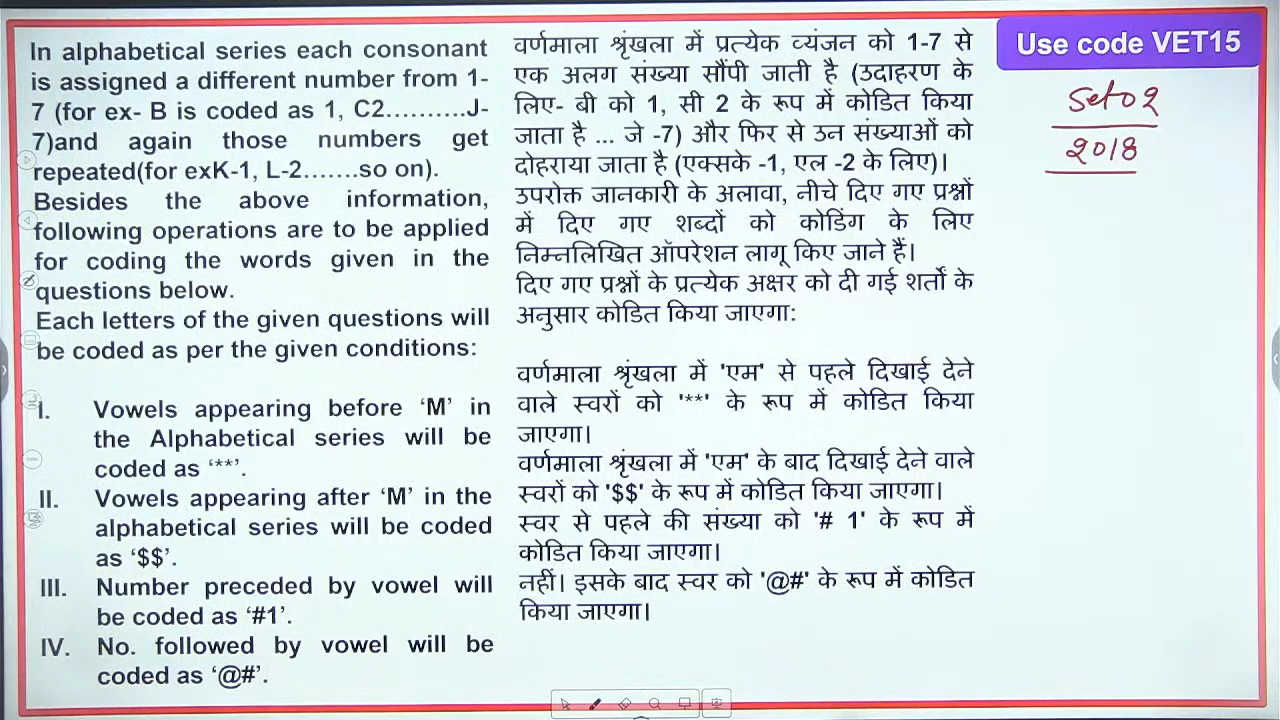 In alphabetical series each consonant
is assigned a different number from 1-
7 (for ex- B is coded as 1, C2..........J-
7)and again those numbers get
repeated(for exK-1, L-2.......so on).
Besides the above information,
following operations are to be applied
for coding the words given in the
questions below.
Each letters of the given questions will
be coded as per the given conditions:
I. Vowels appearing before ‘M’ in
the Alphabetical series will be
coded as ‘**’.
II. Vowels appearing after ‘M’ in the
alphabetical series will be coded
as ‘$$’.
III. Number preceded by vowel will
be coded as ‘#1’.
IV. No. followed by vowel will be
coded as ‘@#’.
वर्णमाला श्रृंखला में प्रत्येक व्यंजन को 1-7 से
एक अलग संख्या सौंपी जाती है (उदाहरण के
लिए- बी को 1, सी 2 के रूप में कोडित किया
जाता है ... जे -7) और फिर से उन संख्याओं को
दोहराया जाता है (एक्सके -1, एल -2 के लिए)।
उपरोक्त जानकारी के अलावा, नीचे दिए गए प्रश्नों
में दिए गए शब्दों को कोडिंग के लिए
निम्नलिखित ऑपरेशन लागू किए जाने हैं।
दिए गए प्रश्नों के प्रत्येक अक्षर को दी गई शर्तों के
अनुसार कोडित किया जाएगा:
वर्णमाला श्रृंखला में 'एम' से पहले दिखाई देने
वाले स्वरों को '**' के रूप में कोडित किया
जाएगा।
वर्णमाला श्रृंखला में 'एम' के बाद दिखाई देने वाले
स्वरों को '$$' के रूप में कोडित किया जाएगा।
स्वर से पहले की संख्या को '# 1' के रूप में
कोडित किया जाएगा।
नहीं। इसके बाद स्वर को '@#' के रूप में कोडित
किया जाएगा।
Use code VET15
Set 02
2018